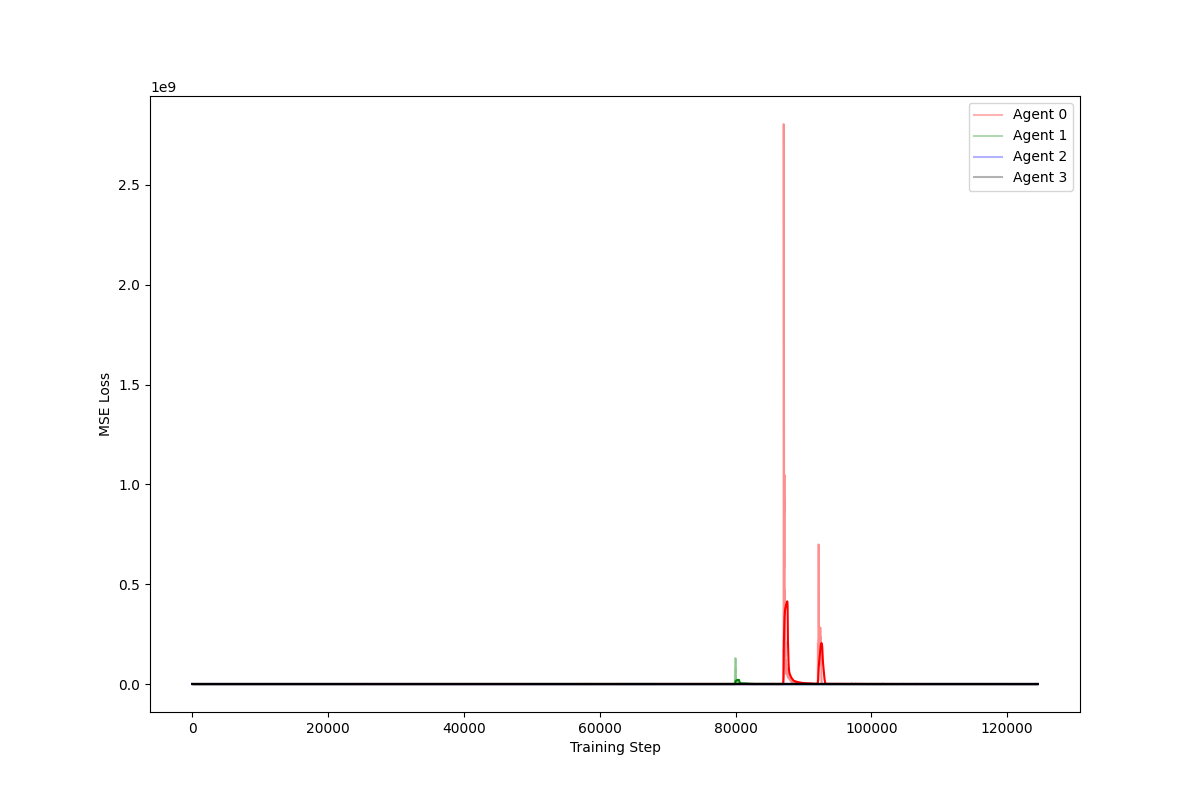 1e9
Agent 0
Agent 1
Agent 2
Agent 3
2.5
2.0
1.5
1.0
0.5
0.0
MSE Loss
0
20000
40000
60000
80000
100000
120000
Training Step